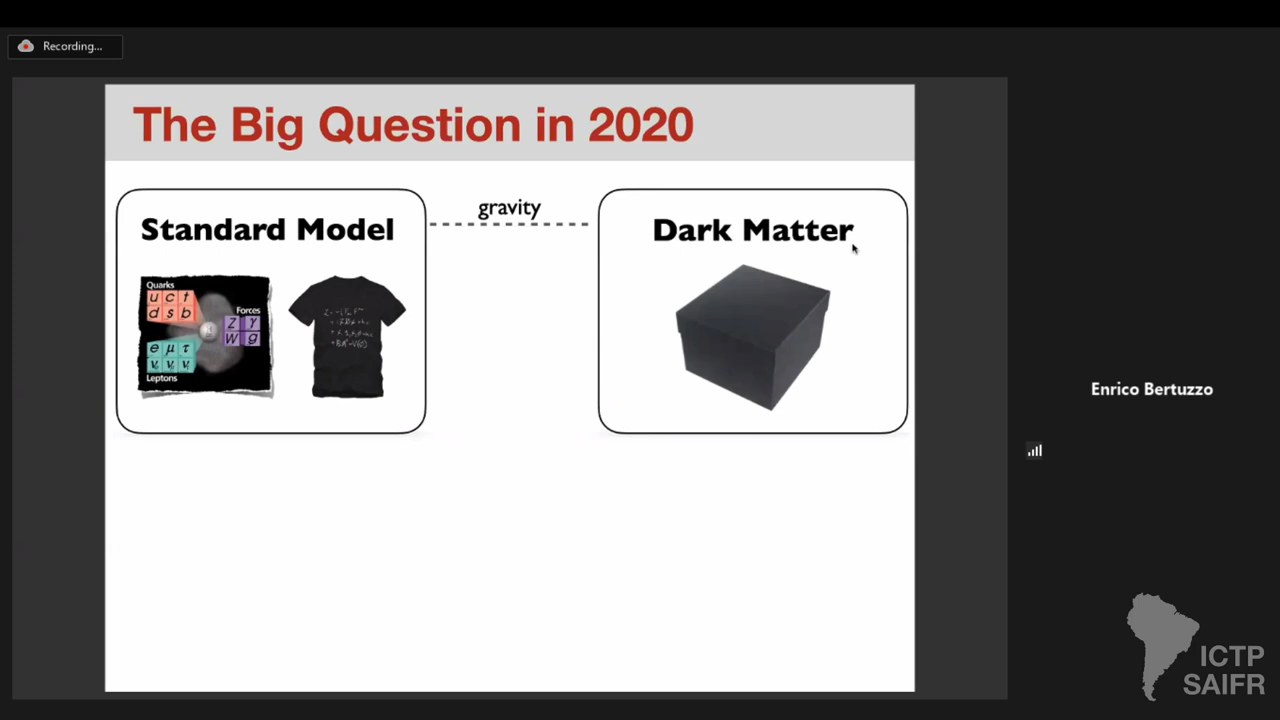 Recording...
The Big Question in 2020
Standard Model
gravity
Dark Matter
Quarks
u c t
d s b
Forces
Z γ
W g
e μ τ
Leptons
Enrico Bertuzzo
ICTP
SAIFR